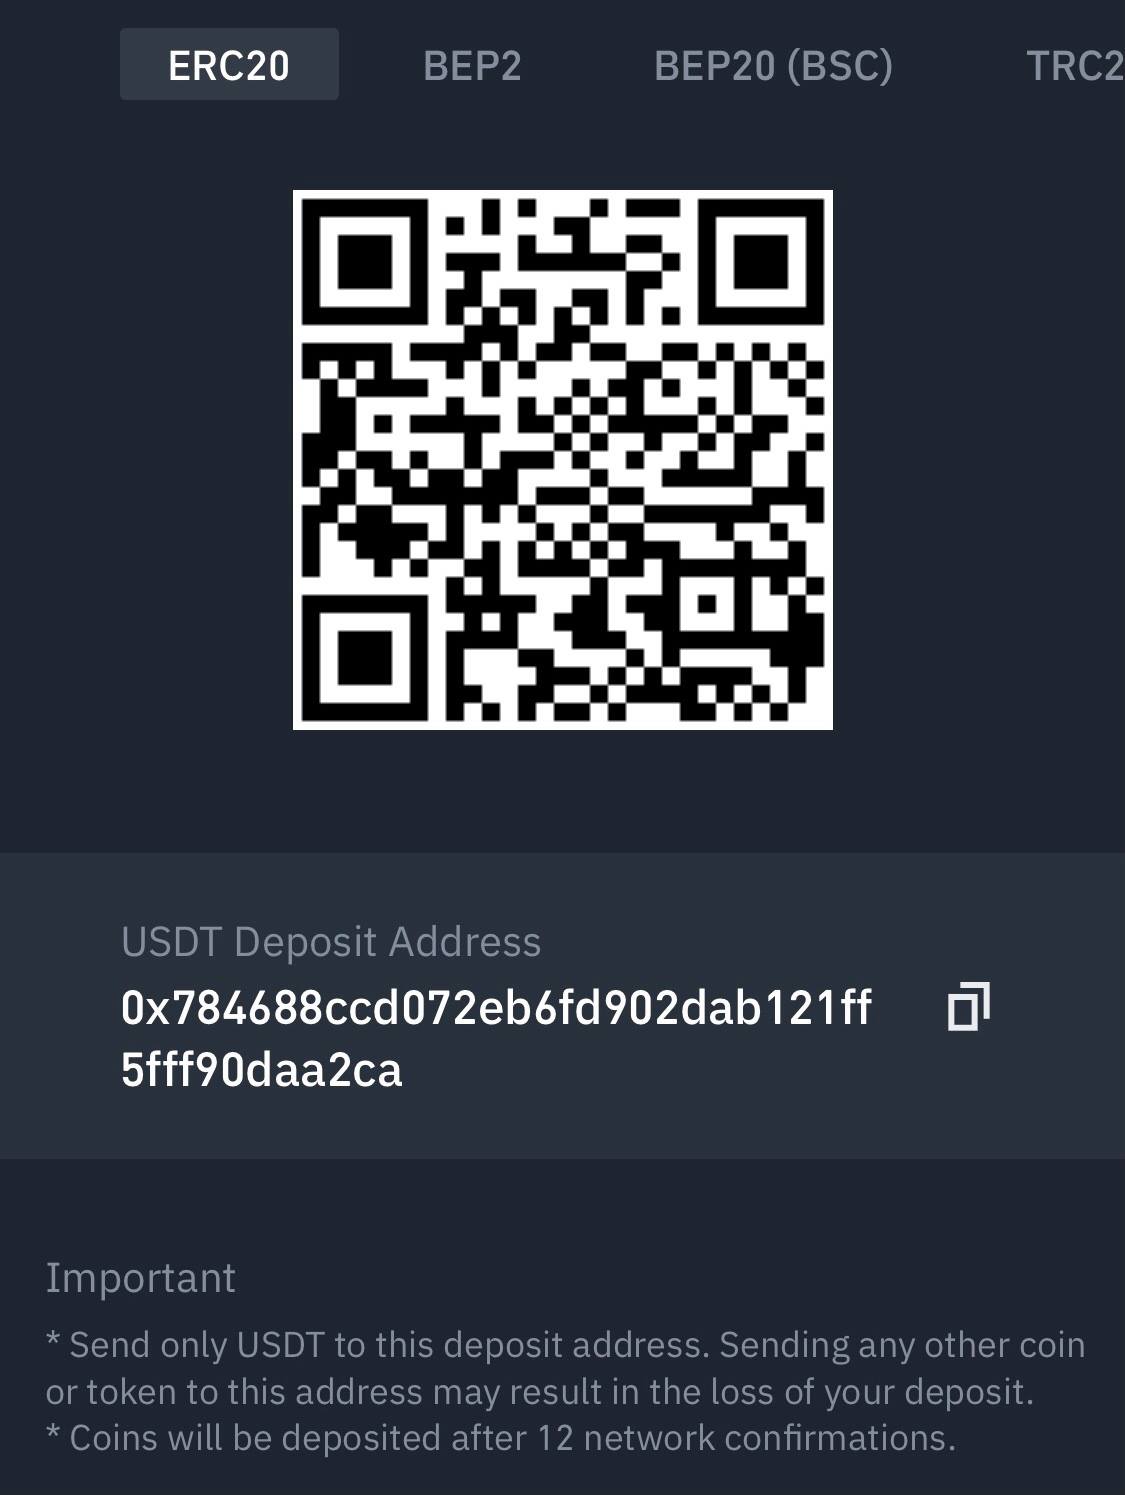 ERC20 BEP2 BEP20 (BSC) TRC2
USDT Deposit Address
0x784688ccd072eb6fd902dab121ff
5fff90daa2ca
Important
* Send only USDT to this deposit address. Sending any other coin
or token to this address may result in the loss of your deposit.
* Coins will be deposited after 12 network confirmations.